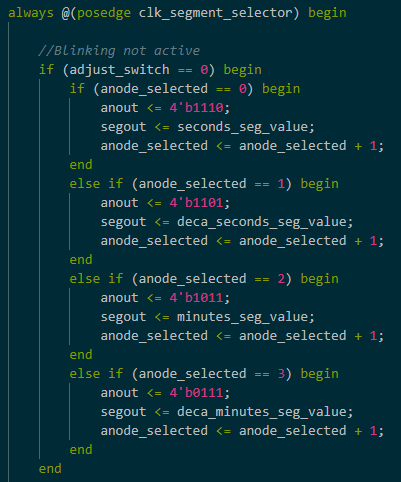 always @(posedge clk_segment_selector) begin
//Blinking not active
if (adjust_switch == 0) begin
if (anode_selected == 0) begin
anout <= 4'b1110;
segout <= seconds_seg_value;
anode_selected <= anode_selected + 1;
end
else if (anode_selected == 1) begin
anout <= 4'b1101;
segout <= deca_seconds_seg_value;
anode_selected <= anode_selected + 1;
end
else if (anode_selected == 2) begin
anout <= 4'b1011;
segout <= minutes_seg_value;
anode_selected <= anode_selected + 1;
end
else if (anode_selected == 3) begin
anout <= 4'b0111;
segout <= deca_minutes_seg_value;
anode_selected <= anode_selected + 1;
end
end